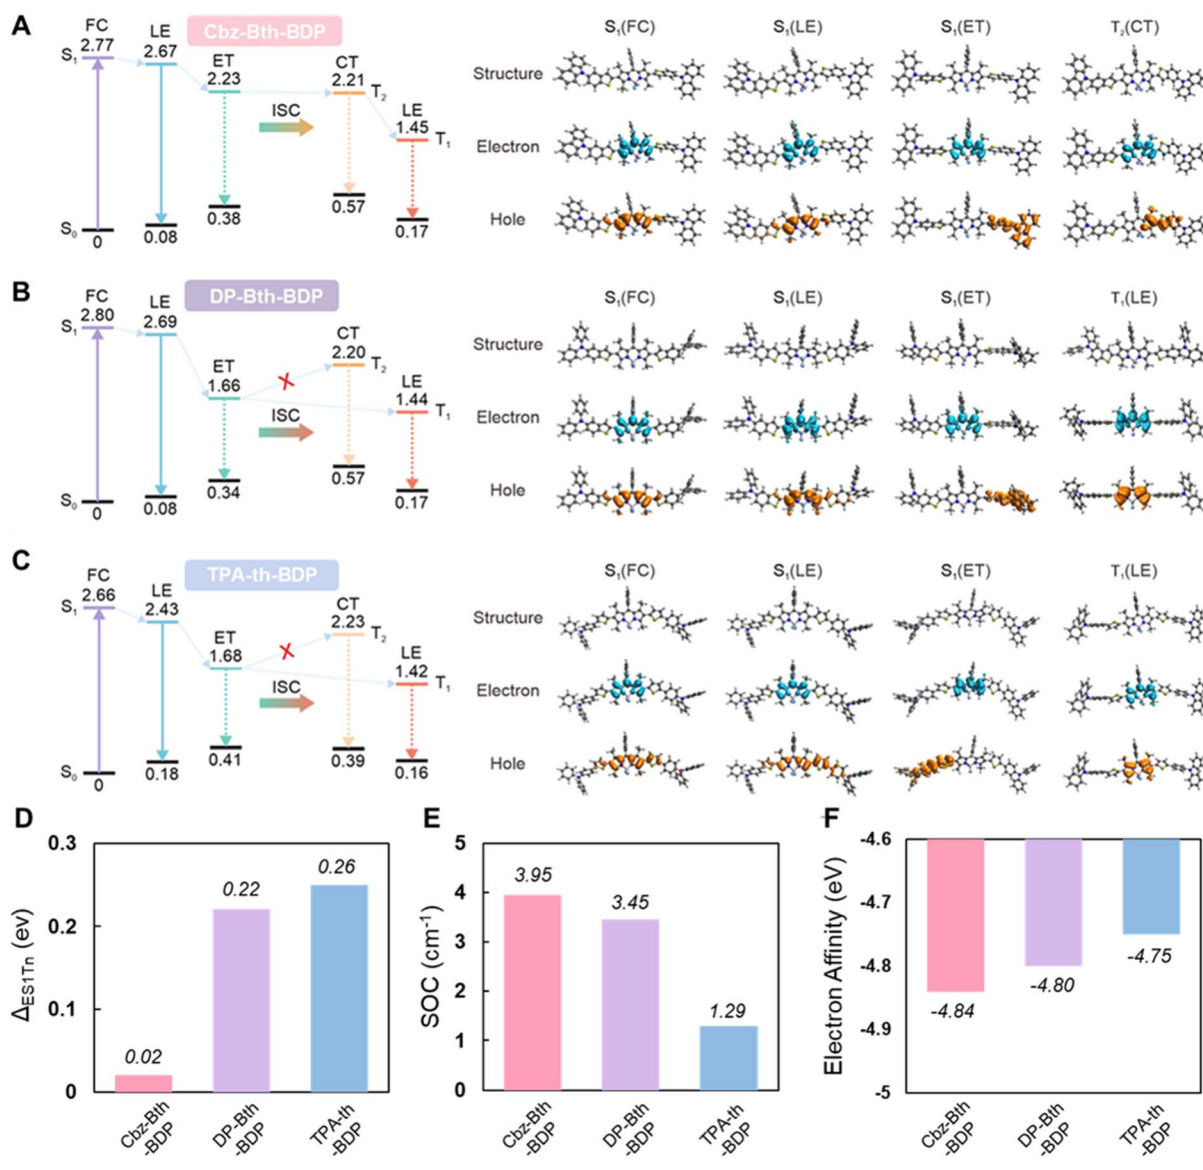 A
Cbz-Bth-BDP
FC
2.77
LE
2.67
ET
2.23
CT
2.21
LE
1.45
S1
T2
T1
ISC
S0
0
0.08
0.38
0.57
0.17
S1(FC) S1(LE) S1(ET) T2(CT)
Structure
Electron
Hole
B
DP-Bth-BDP
FC
2.80
LE
2.69
ET
1.66
CT
2.20
LE
1.44
S1
T2
T1
X
ISC
S0
0
0.08
0.34
0.57
0.17
S1(FC) S1(LE) S1(ET) T1(LE)
Structure
Electron
Hole
C
TPA-th-BDP
FC
2.66
LE
2.43
ET
1.68
CT
2.23
LE
1.42
S1
T2
T1
X
ISC
S0
0
0.18
0.41
0.39
0.16
S1(FC) S1(LE) S1(ET) T1(LE)
Structure
Electron
Hole
D
ΔES1Tn (ev)
0.3
0.2
0.1
0
0.02
0.22
0.26
Cbz-Bth
-BDP
DP-Bth
-BDP
TPA-th
-BDP
E
SOC (cm-1)
5
4
3
2
1
0
3.95
3.45
1.29
Cbz-Bth
-BDP
DP-Bth
-BDP
TPA-th
-BDP
F
Electron Affinity (eV)
-4.6
-4.7
-4.8
-4.9
-5
-4.84
-4.80
-4.75
Cbz-Bth
-BDP
DP-Bth
-BDP
TPA-th
-BDP